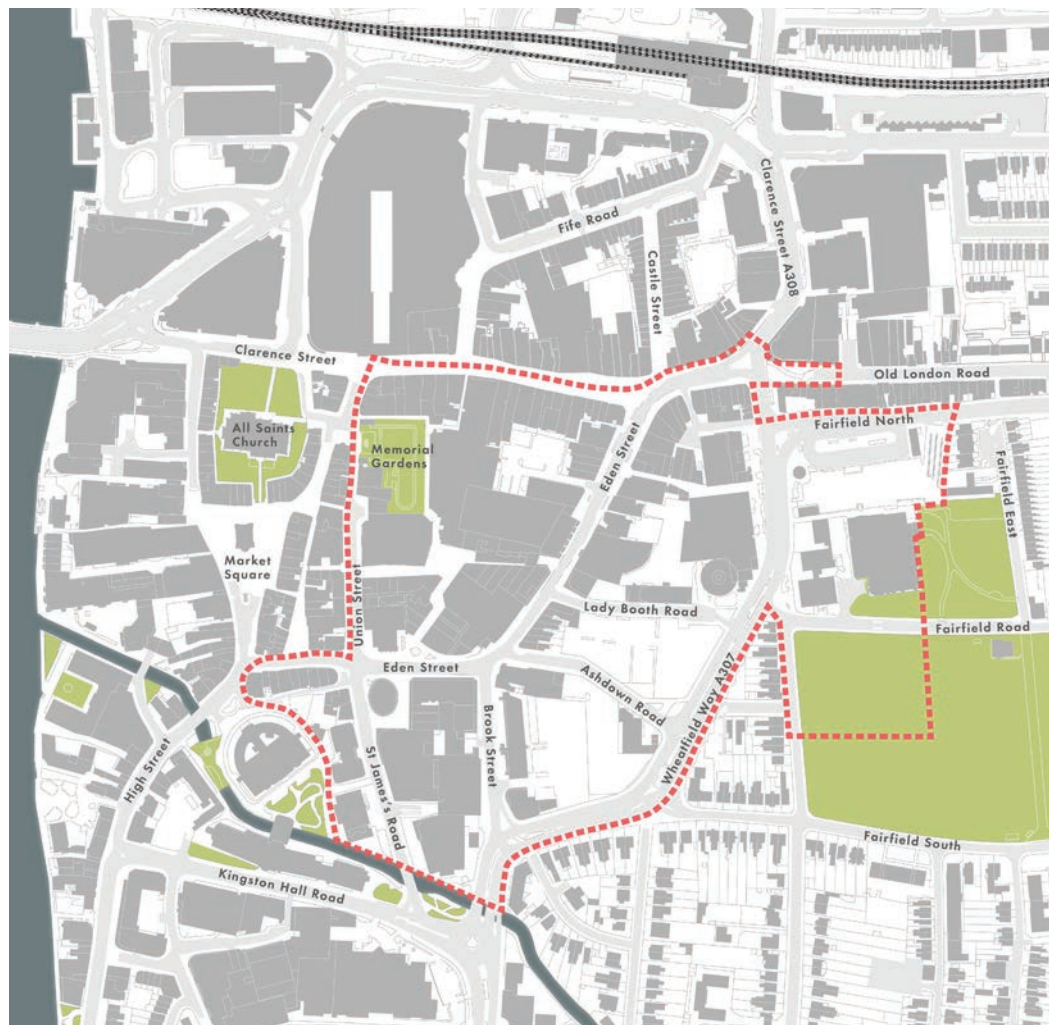 Clarence Street A308
Fife Road
Castle Street
Clarence Street
Old London Road
All Saints
Church
Memorial
Gardens
Fairfield North
Eden Street
Fairfield East
Market
Square
Union Street
Lady Booth Road
Fairfield Road
Eden Street
Ashdown Road
Wheatfield Way A307
Brook Street
High Street
St James's Road
Fairfield South
Kingston Hall Road